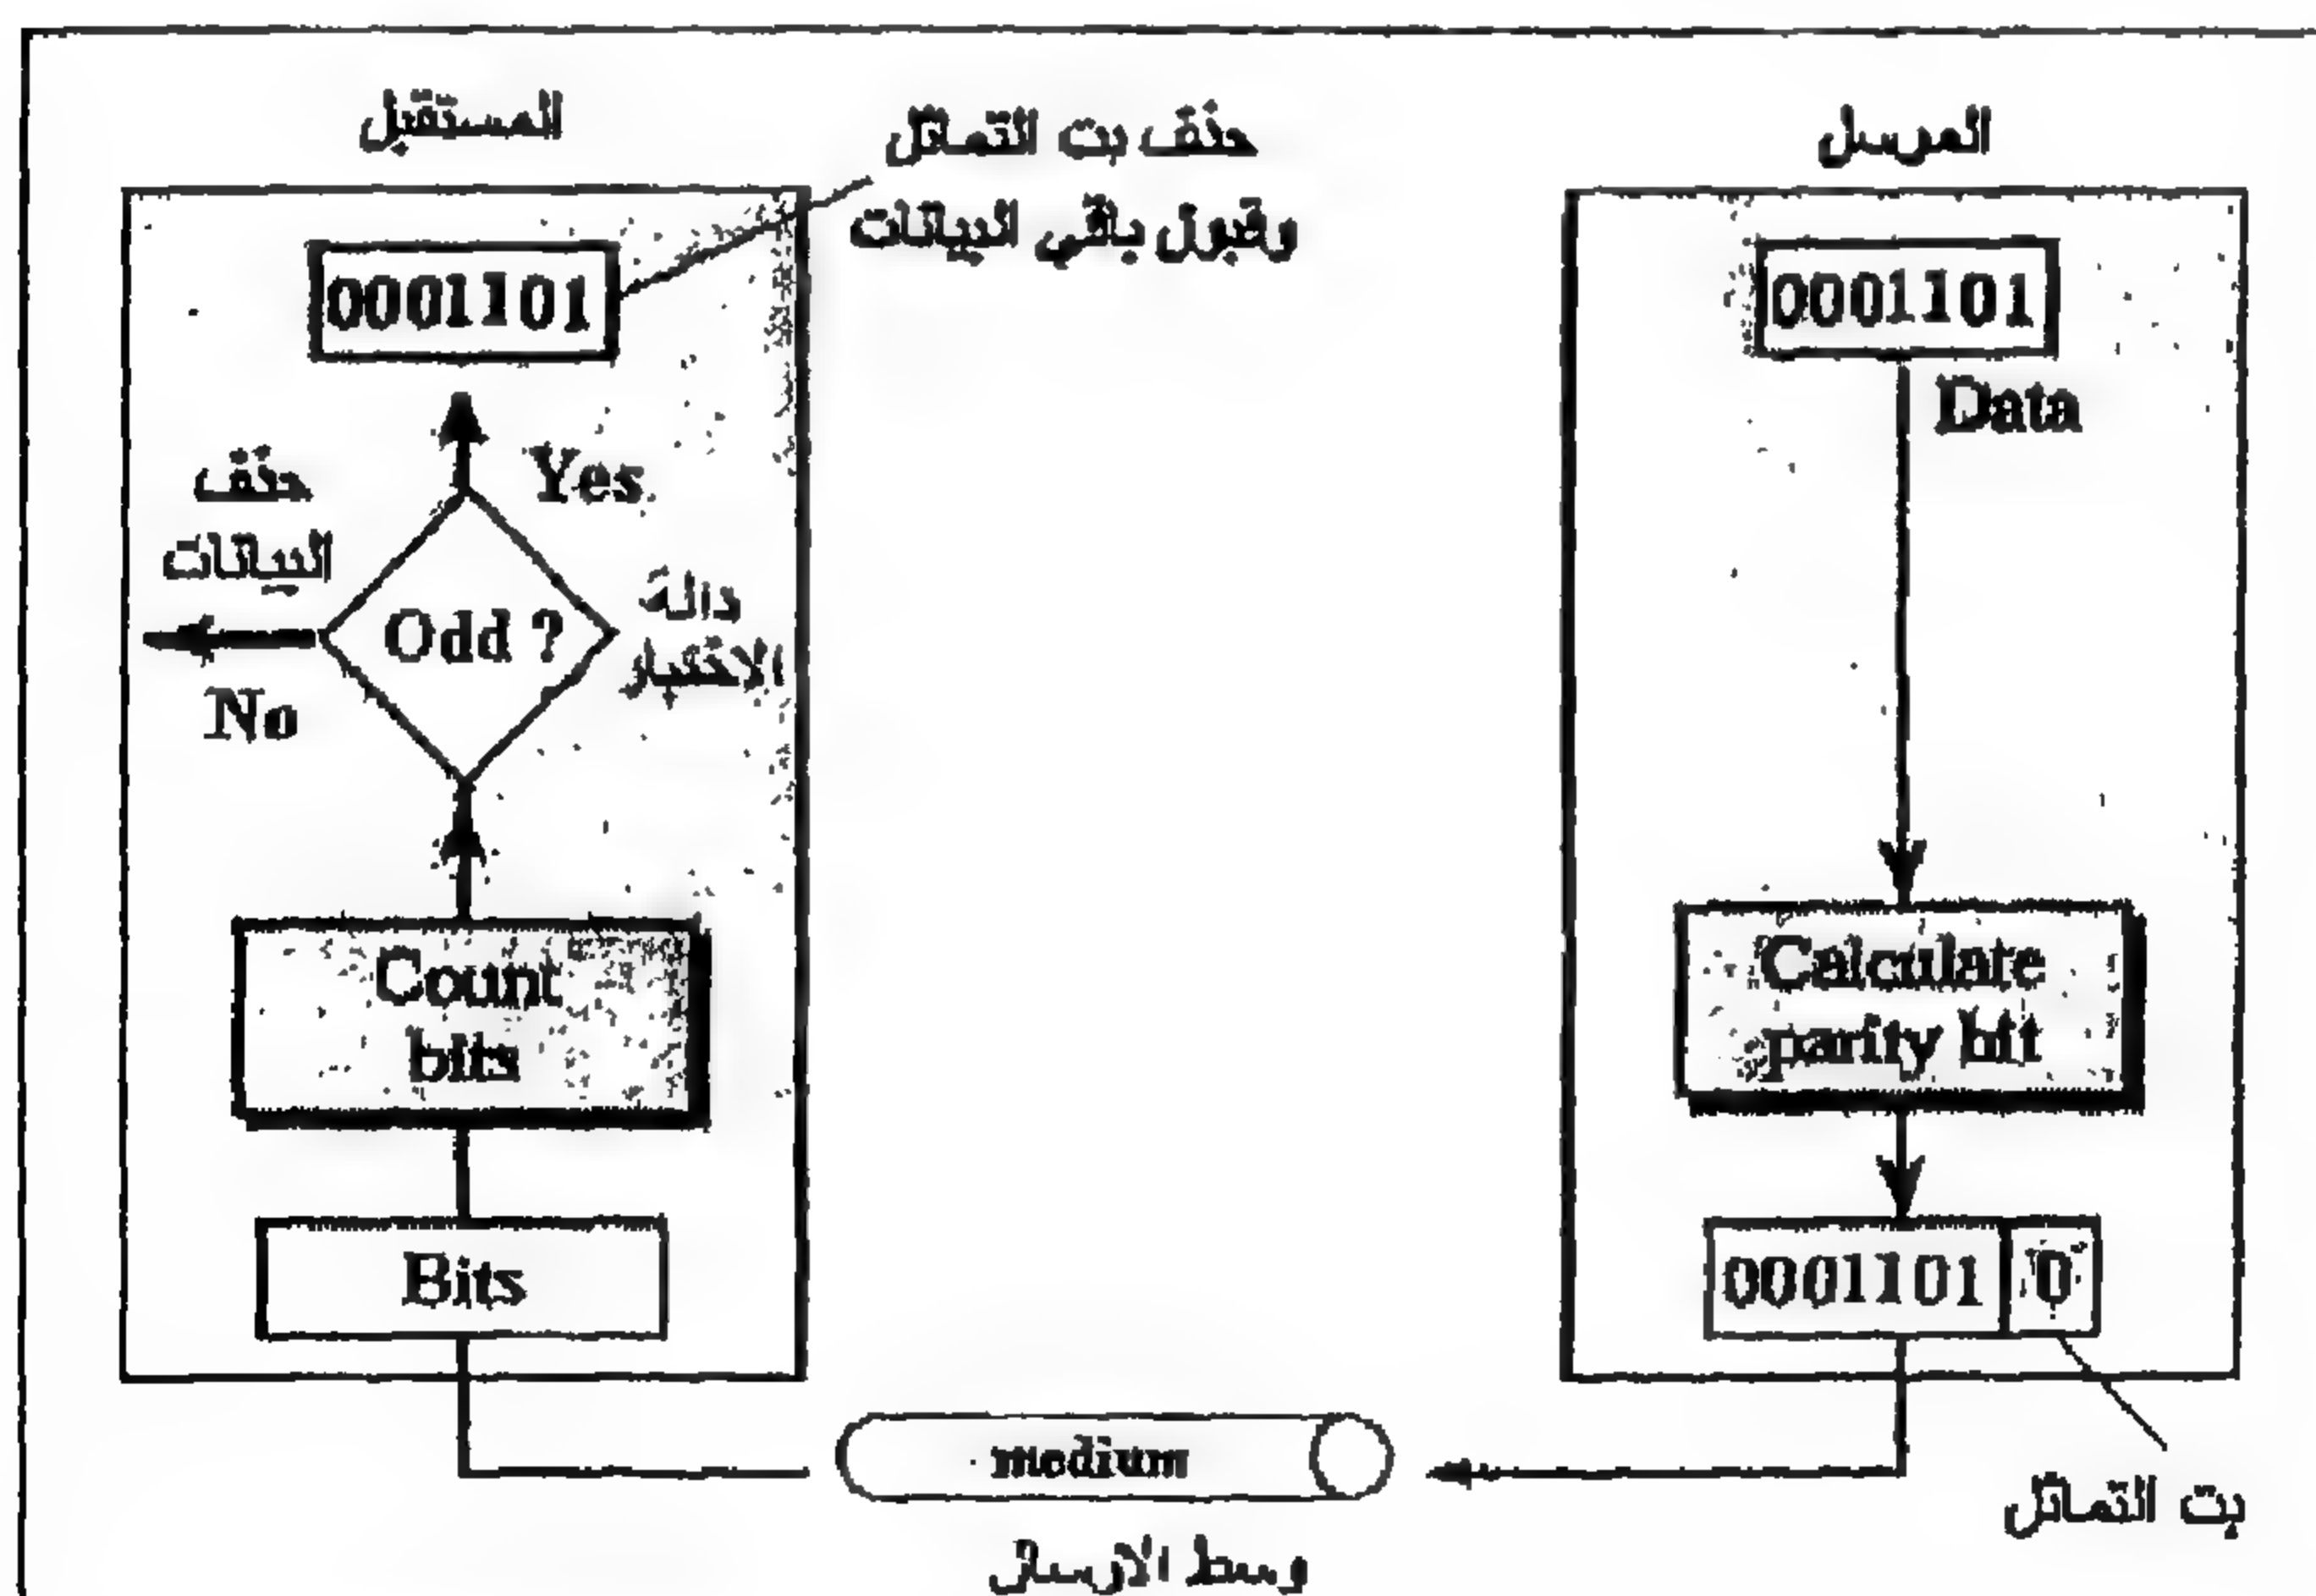 المرسل
0001101
Data
Calculate
parity bit
0001101 0
بت التماثل
medium
وسط الارسال
المستقبل
حذف بت التماثل
وقبول باقي البيانات
0001101
Yes
حذف
البيانات
Odd ?
دالة
الاختبار
No
Count
bits
Bits